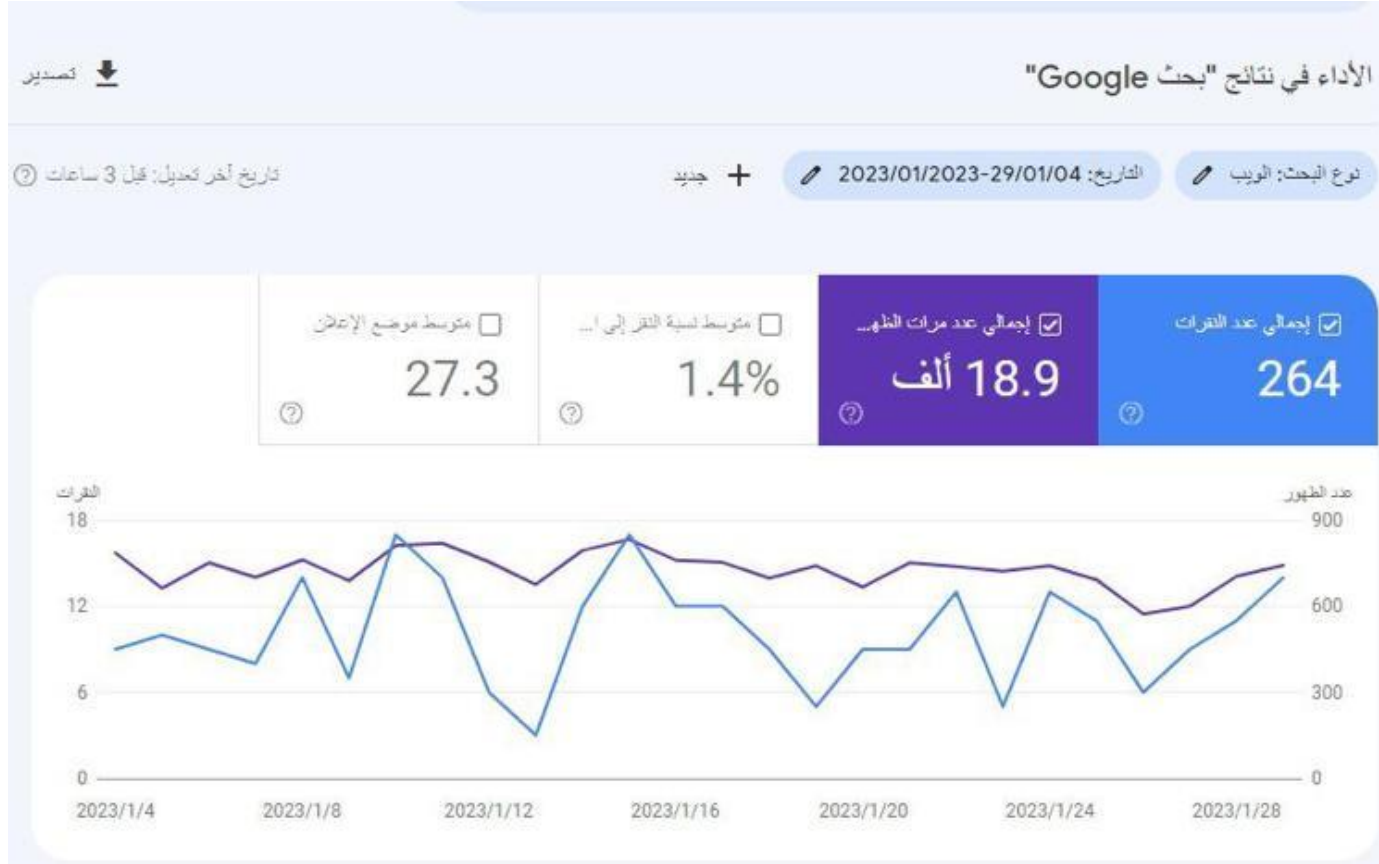 الأداء في نتائج "بحث Google"
تصدير
نوع البحث: الويب
التاريخ: 2023/01/2023-29/01/04
جديد
تاريخ آخر تعديل: قبل 3 ساعات
إجمالي عدد النقرات
264
إجمالي عدد مرات الظهـ...
18.9 ألف
متوسط نسبة النقر إلى ا...
1.4%
متوسط موضع الإعلان
27.3
عدد الظهور
النقرات
900
600
300
0
18
12
6
0
2023/1/4
2023/1/8
2023/1/12
2023/1/16
2023/1/20
2023/1/24
2023/1/28